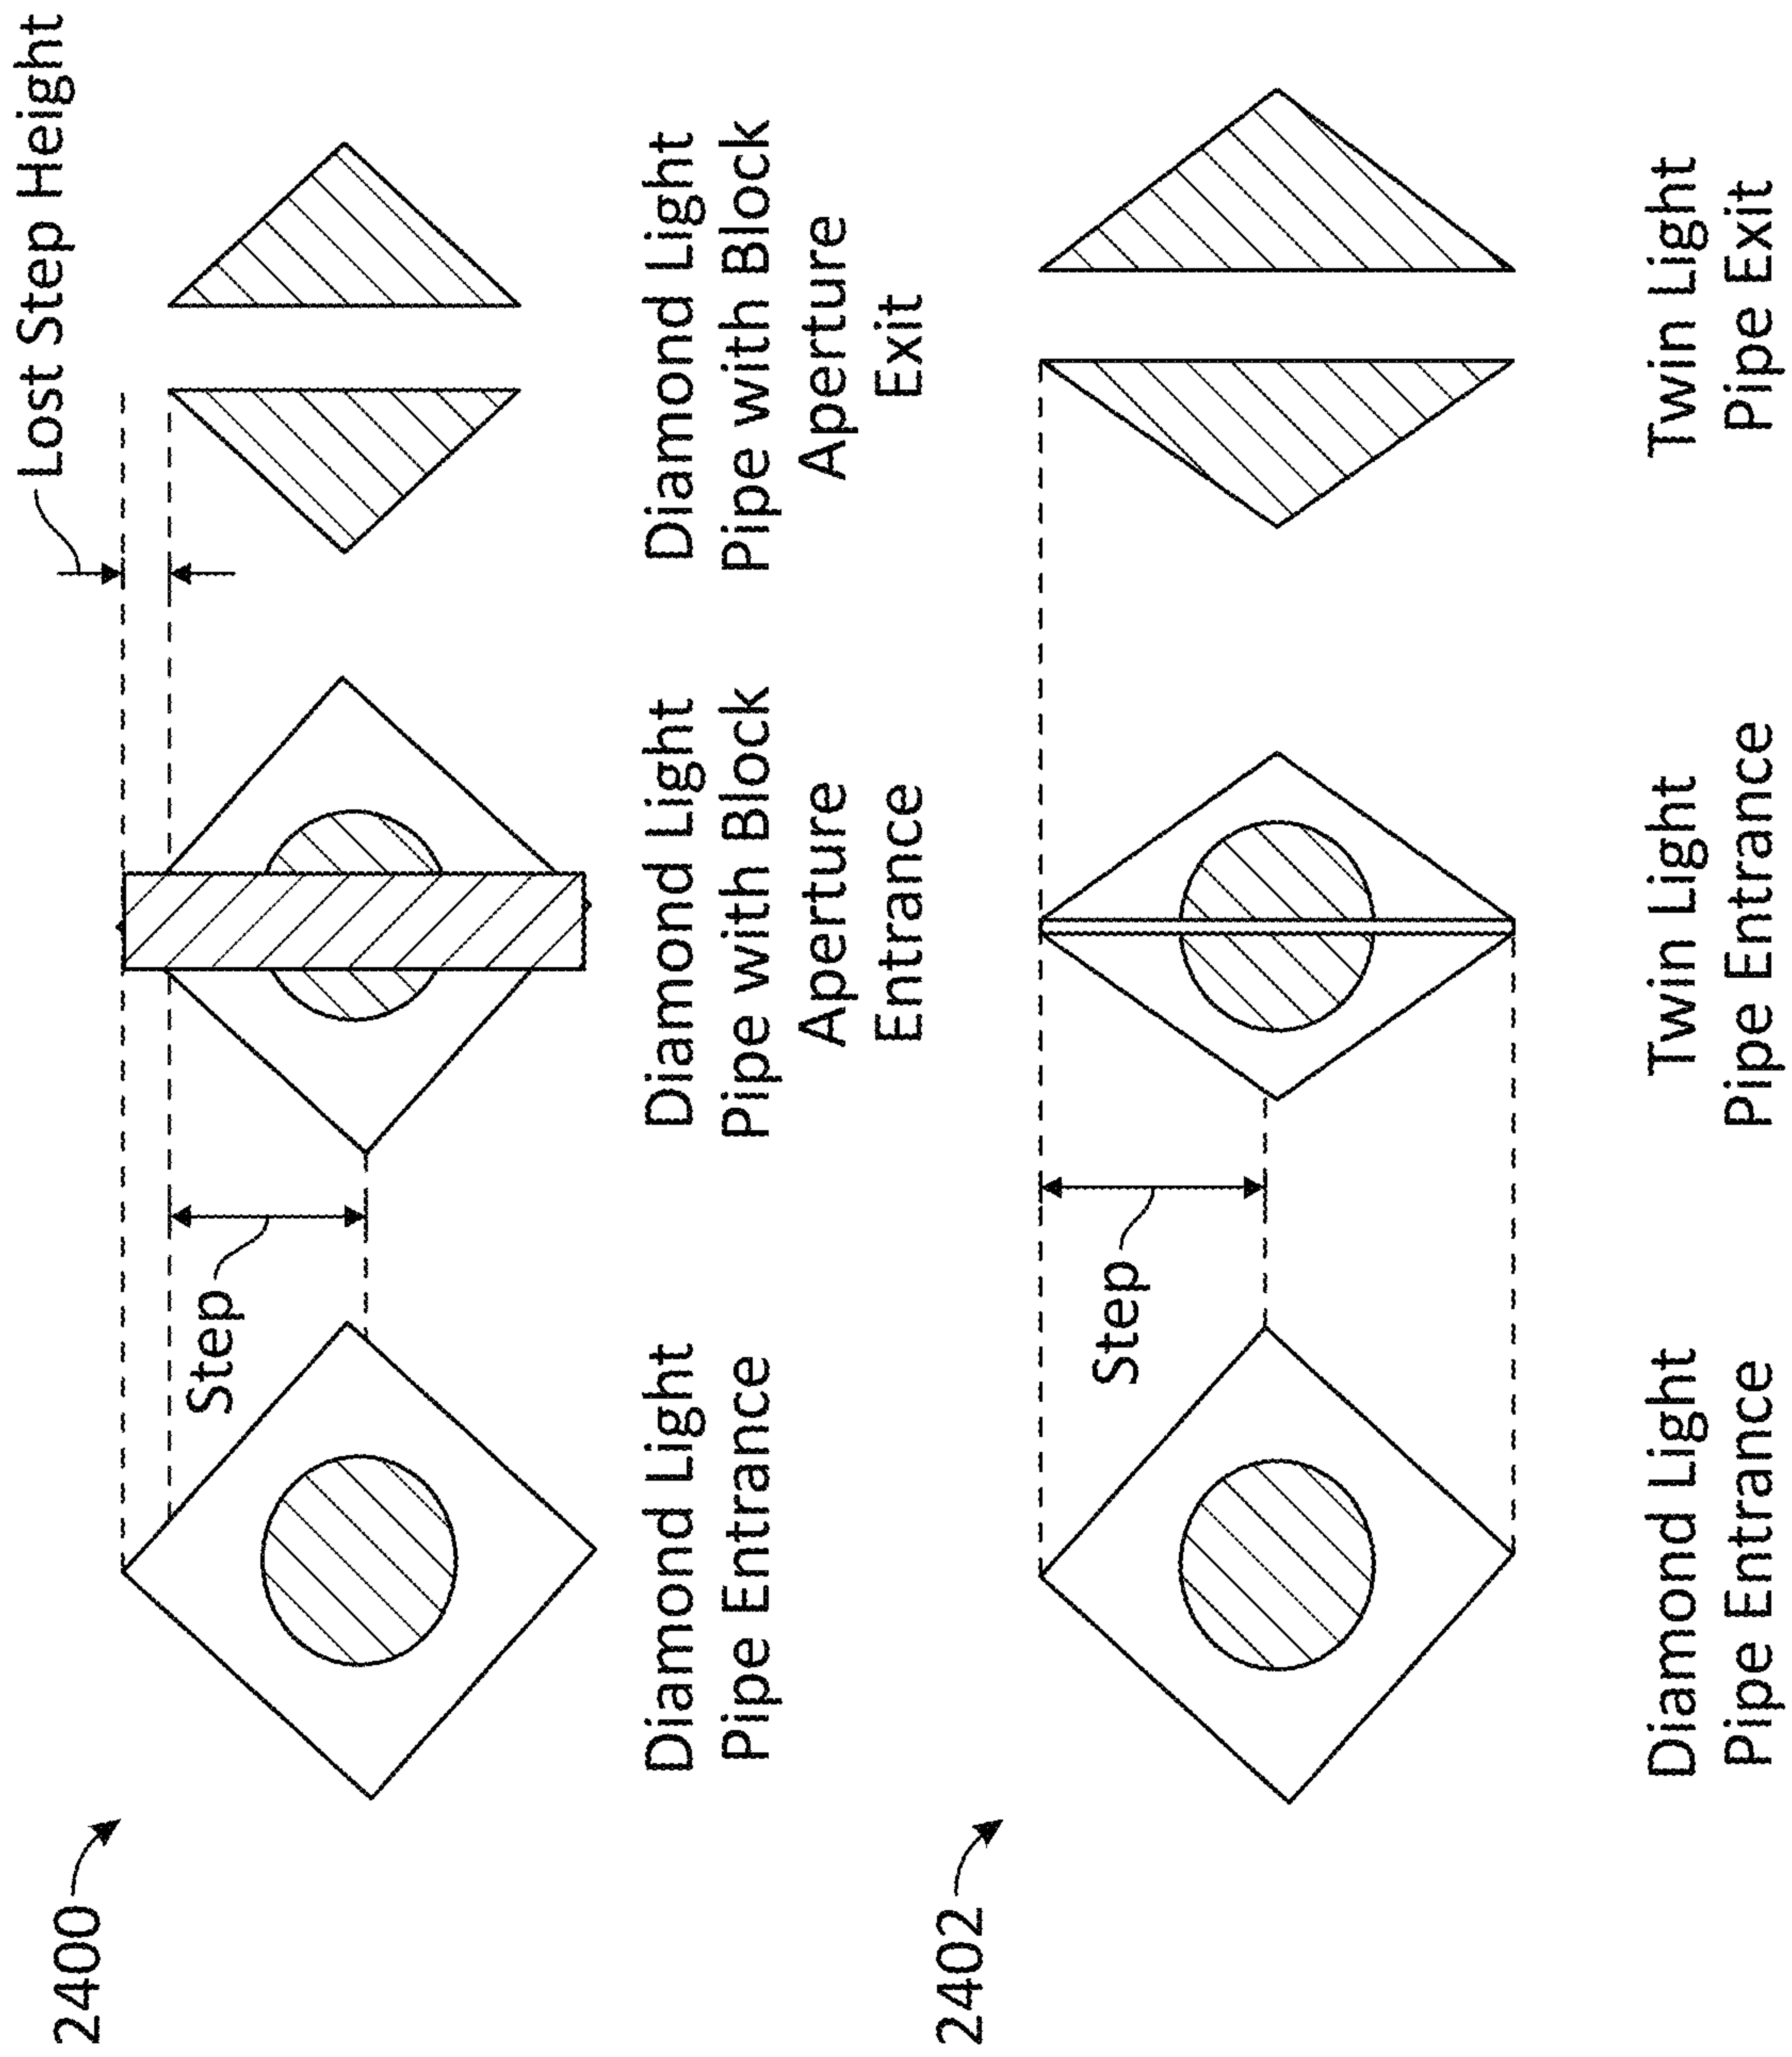 2400
Lost Step Height
Step
Diamond Light
Pipe Entrance
Diamond Light
Pipe with Block
Aperture
Entrance
Diamond Light
Pipe with Block
Aperture
Exit
2402
Step
Diamond Light
Pipe Entrance
Twin Light
Pipe Entrance
Twin Light
Pipe Exit